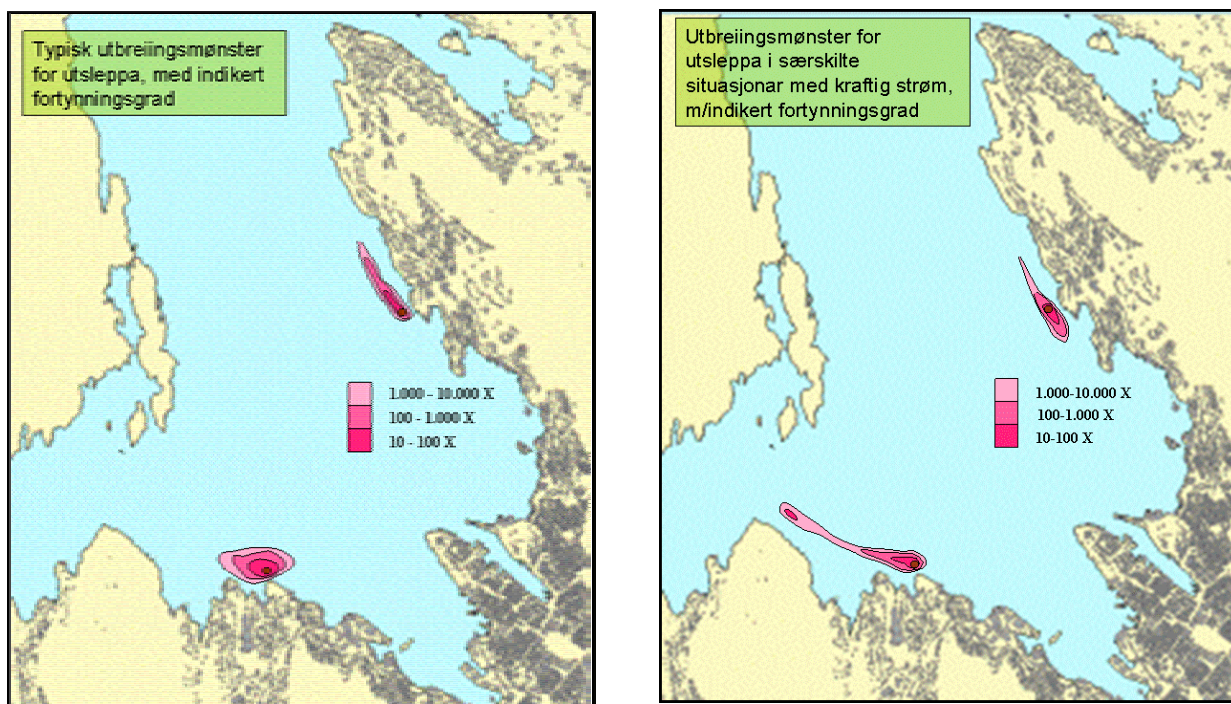 Typisk utbreiingsmønster
for utsleppa, med indikert
fortynningsgrad
1.000 - 10.000 X
100 - 1.000 X
10 - 100 X
Utbreiingsmønster for
utsleppa i særskilte
situasjonar med kraftig strøm,
m/indikert fortynningsgrad
1.000-10.000 X
100-1.000 X
10-100 X